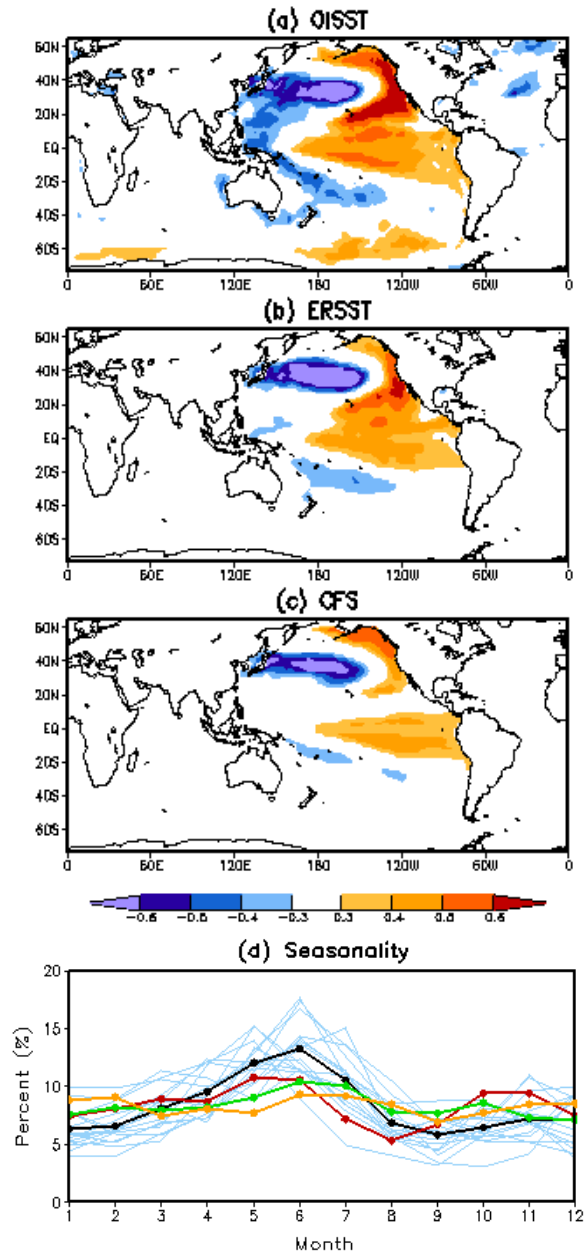 (a) OISST
60N
40N
20N
EQ
20S
40S
60S
0 60E 120E 180 120W 60W 0
(b) ERSST
60N
40N
20N
EQ
20S
40S
60S
0 60E 120E 180 120W 60W 0
(c) CFS
60N
40N
20N
EQ
20S
40S
60S
0 60E 120E 180 120W 60W 0
-0.6 -0.5 -0.4 -0.3 0.3 0.4 0.5 0.6
(d) Seasonality
Percent (%)
20
15
10
5
0
1 2 3 4 5 6 7 8 9 10 11 12
Month